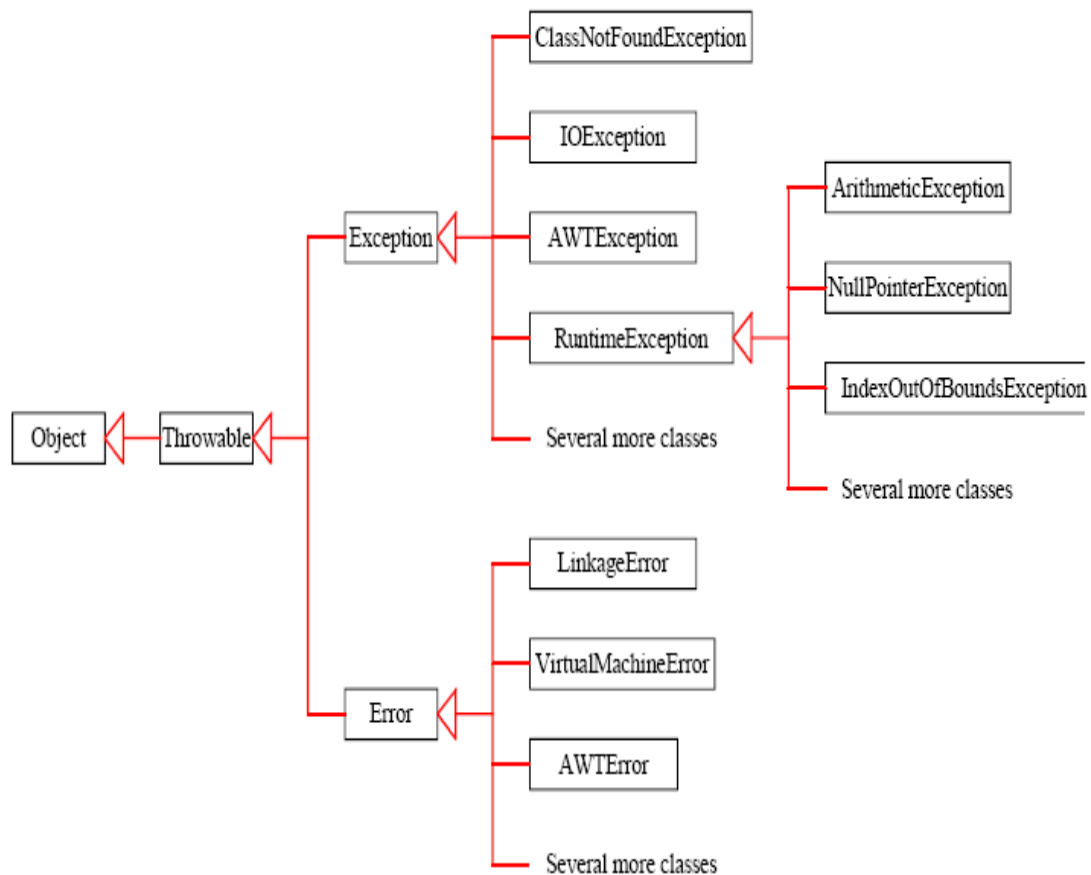 ClassNotFoundException
IOException
ArithmeticException
Exception
AWTException
NullPointerException
RuntimeException
IndexOutOfBoundsException
Object
Throwable
Several more classes
Several more classes
LinkageError
VirtualMachineError
Error
AWTError
Several more classes